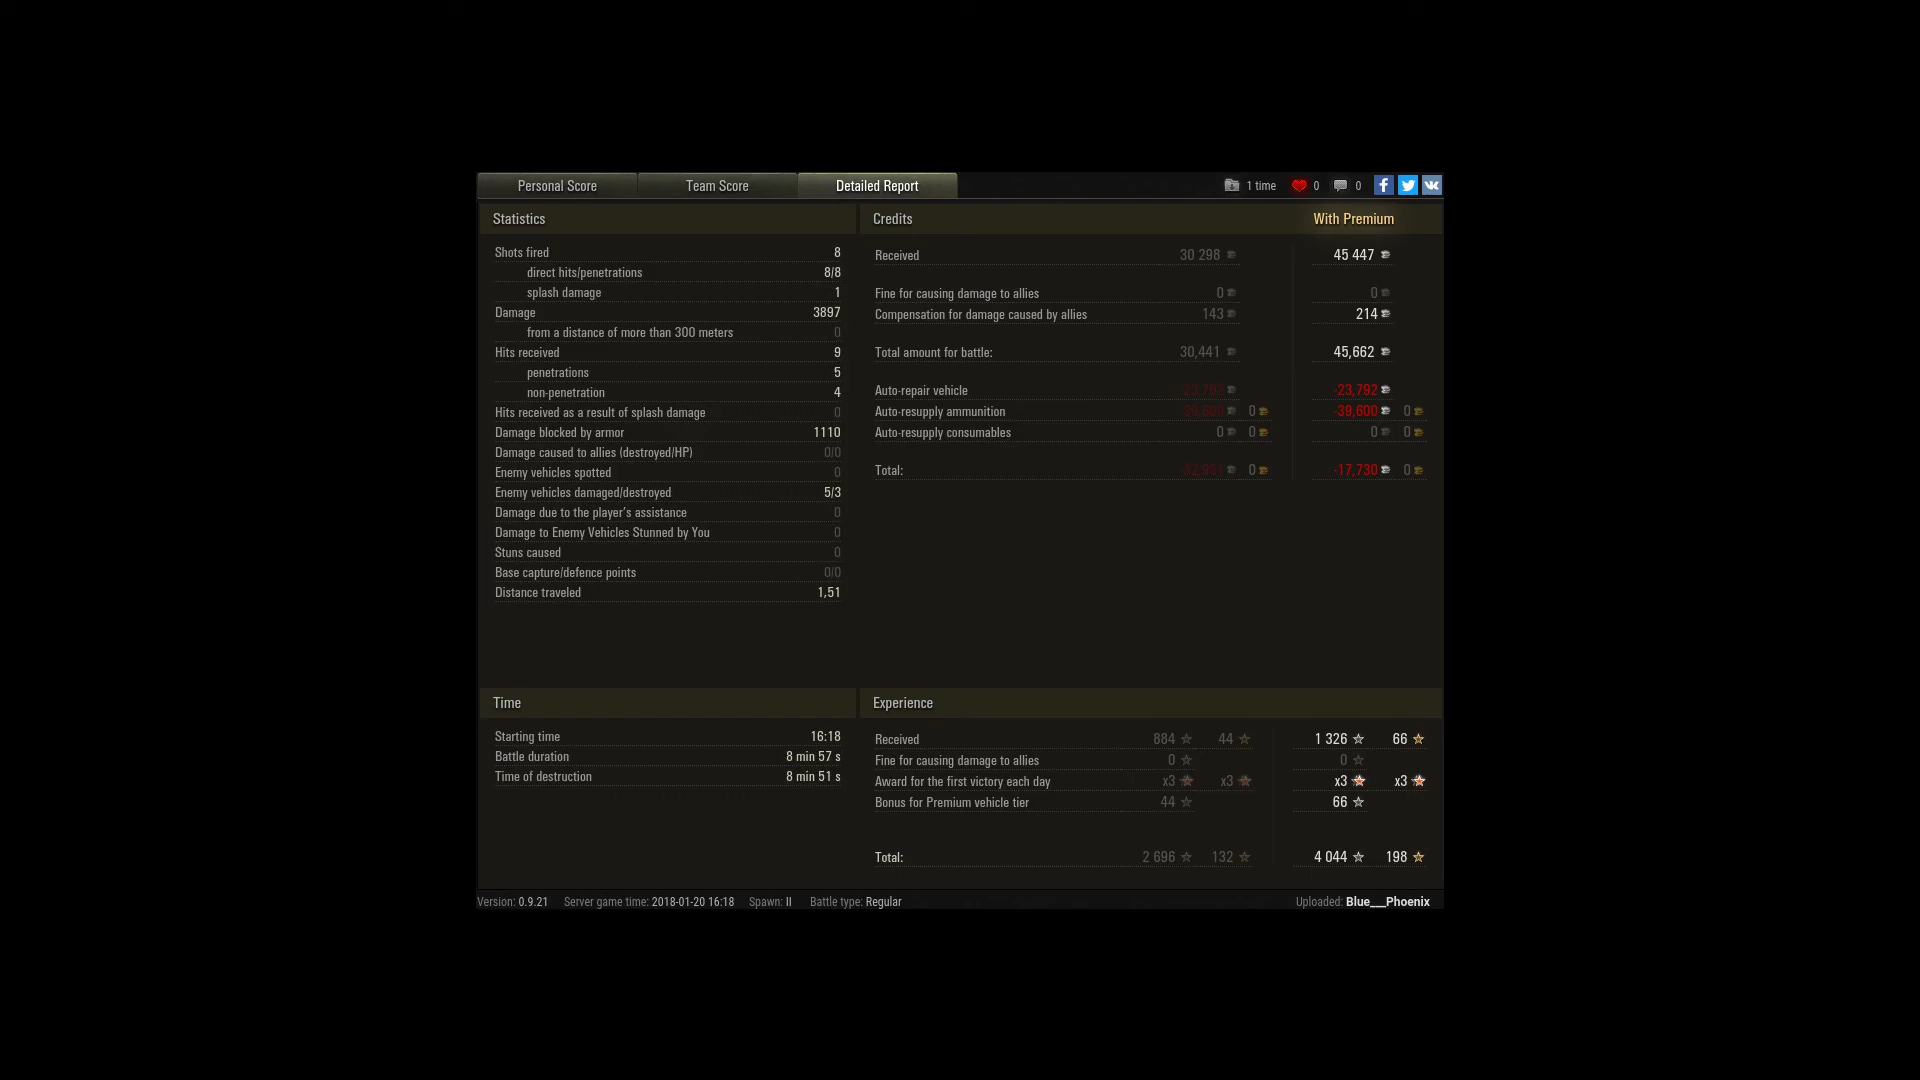 Personal Score Team Score Detailed Report 1 time 0 0
Statistics
Shots fired 8
direct hits/penetrations 8/8
splash damage 1
Damage 3897
from a distance of more than 300 meters 0
Hits received 9
penetrations 5
non-penetration 4
Hits received as a result of splash damage 0
Damage blocked by armor 1110
Damage caused to allies (destroyed/HP) 0/0
Enemy vehicles spotted 0
Enemy vehicles damaged/destroyed 5/3
Damage due to the player's assistance 0
Damage to Enemy Vehicles Stunned by You 0
Stuns caused 0
Base capture/defence points 0/0
Distance traveled 1,51
Credits With Premium
Received 30 298 45 447
Fine for causing damage to allies 0 0
Compensation for damage caused by allies 143 214
Total amount for battle: 30,441 45,662
Auto-repair vehicle -23,792 -23,792
Auto-resupply ammunition -39,600 0 -39,600 0
Auto-resupply consumables 0 0 0 0
Total: 0 -17,730 0
Time
Starting time 16:18
Battle duration 8 min 57 s
Time of destruction 8 min 51 s
Experience
Received 884 44 1 326 66
Fine for causing damage to allies 0 0
Award for the first victory each day x3 x3 x3 x3
Bonus for Premium vehicle tier 44 66
Total: 2 696 132 4 044 198
Version: 0.9.21 Server game time: 2018-01-20 16:18 Spawn: II Battle type: Regular Uploaded: Blue___Phoenix